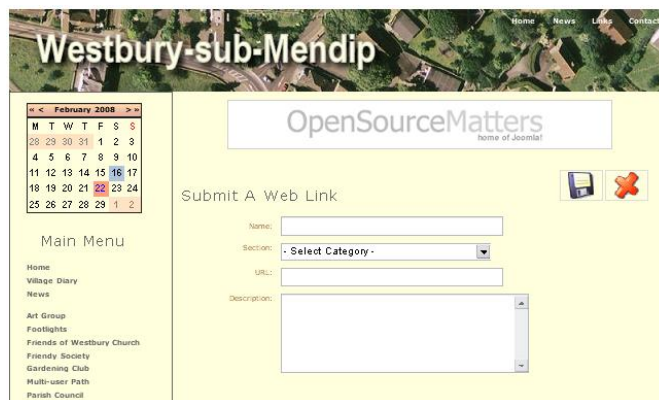 Home News Links Contact
Westbury-sub-Mendip
« < February 2008 > »
M T W T F S S
28 29 30 31 1 2 3
4 5 6 7 8 9 10
11 12 13 14 15 16 17
18 19 20 21 22 23 24
25 26 27 28 29 1 2
Main Menu
Home
Village Diary
News
Art Group
Footlights
Friends of Westbury Church
Friendy Society
Gardening Club
Multi-user Path
Parish Council
OpenSourceMatters
home of Joomla!
Submit A Web Link
Name:
Section: - Select Category -
URL:
Description: